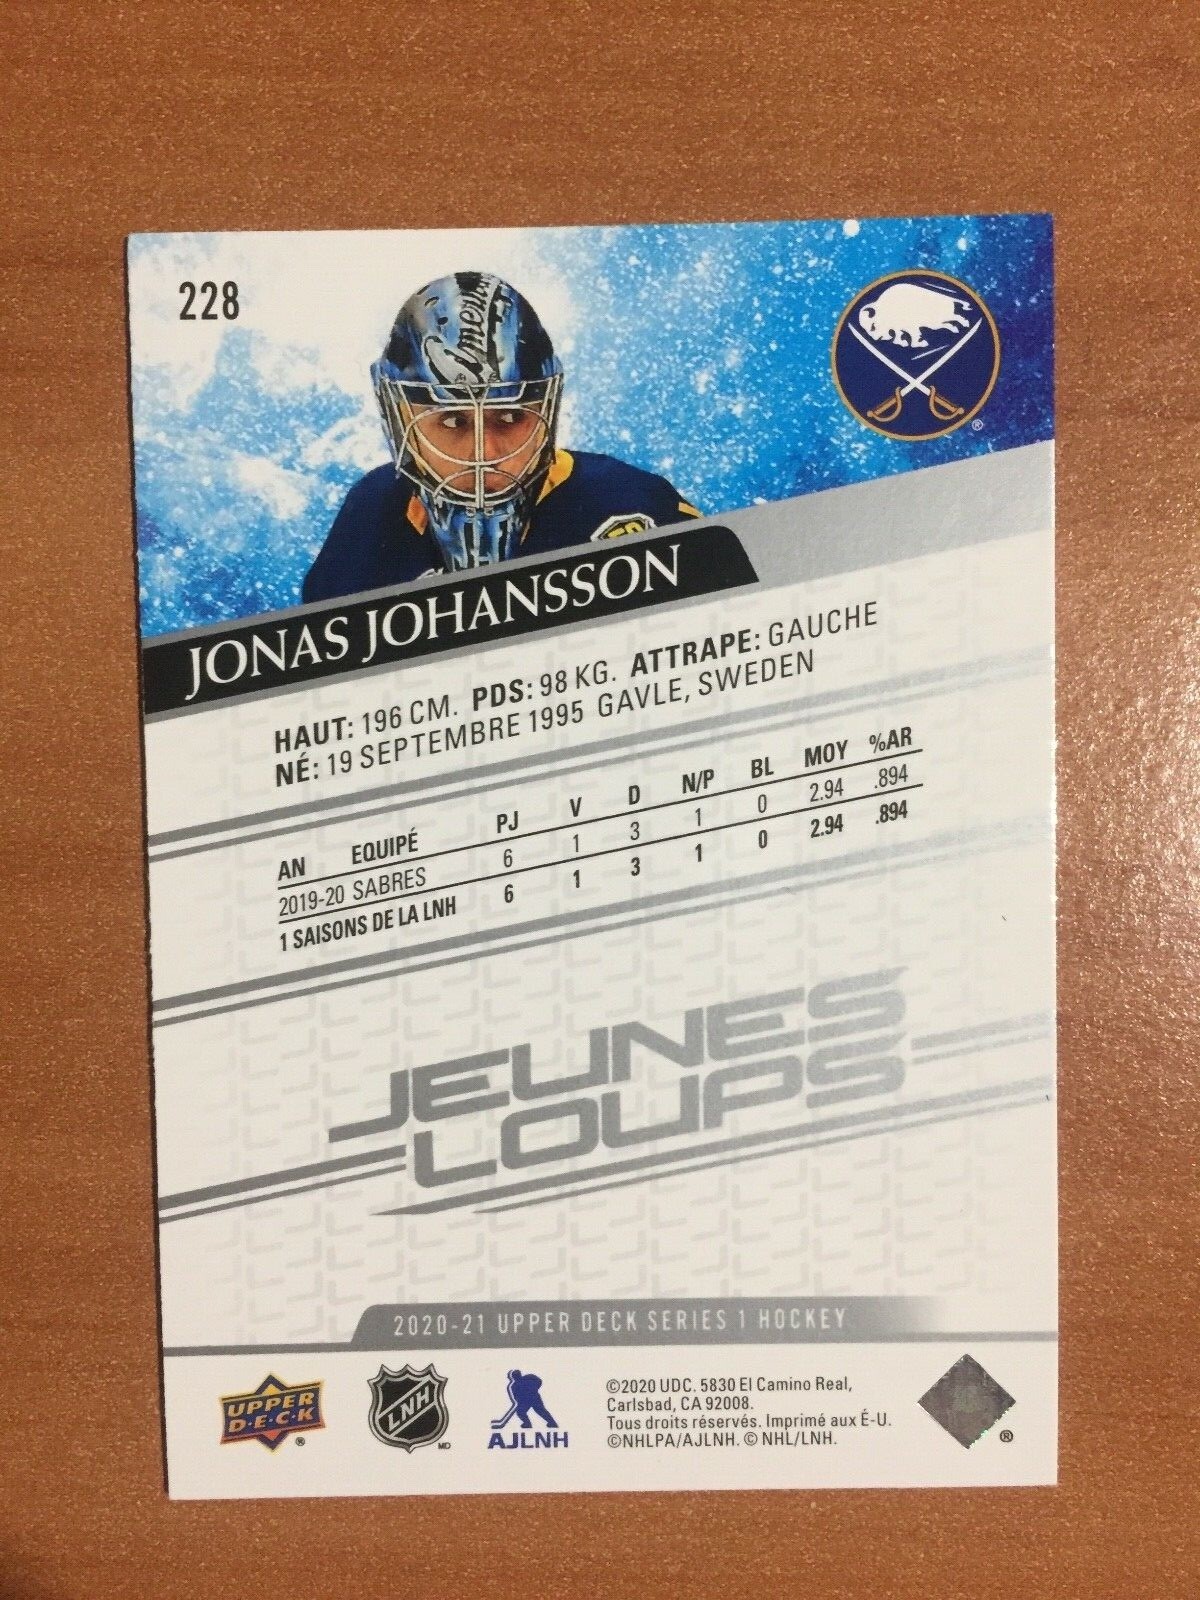 228
JONAS JOHANSSON
HAUT: 196 CM. PDS: 98 KG. ATTRAPE: GAUCHE
NÉ: 19 SEPTEMBRE 1995 GAVLE, SWEDEN
AN EQUIPÉ PJ V D N/P BL MOY %AR
2019-20 SABRES 6 1 3 1 0 2.94 .894
1 SAISONS DE LA LNH 6 1 3 1 0 2.94 .894
JEUNES
LOUPS
2020-21 UPPER DECK SERIES 1 HOCKEY
UPPER
D·E·C·K ®
LNH MD
AJLNH
©2020 UDC. 5830 El Camino Real,
Carlsbad, CA 92008.
Tous droits réservés. Imprimé aux É-U.
©NHLPA/AJLNH. © NHL/LNH.
®